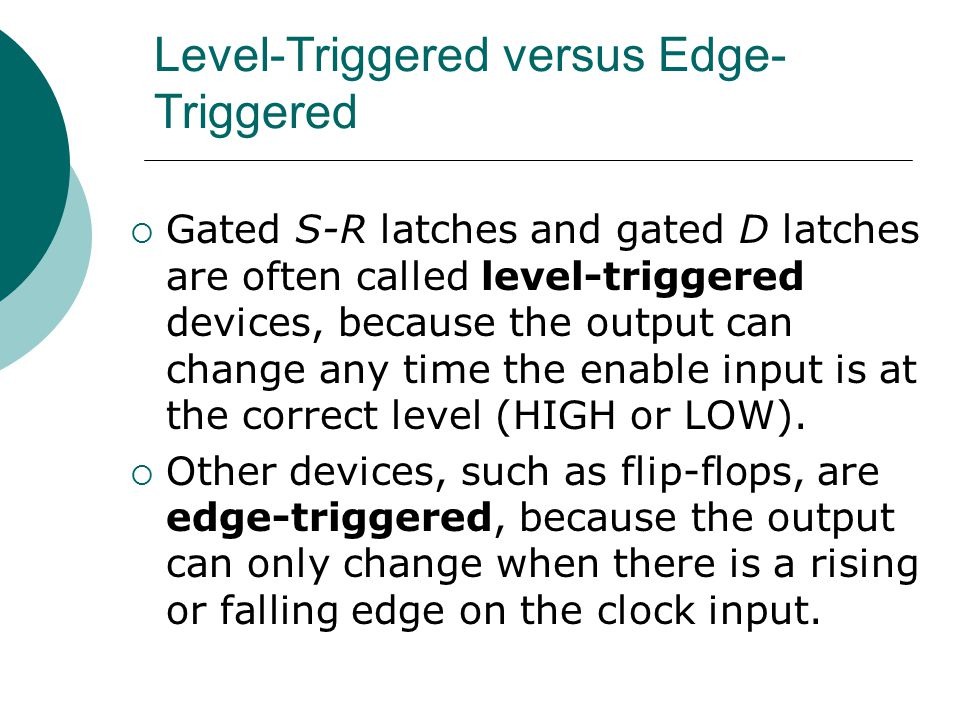 Level-Triggered versus Edge-
Triggered
Gated S-R latches and gated D latches
are often called level-triggered
devices, because the output can
change any time the enable input is at
the correct level (HIGH or LOW).
Other devices, such as flip-flops, are
edge-triggered, because the output
can only change when there is a rising
or falling edge on the clock input.